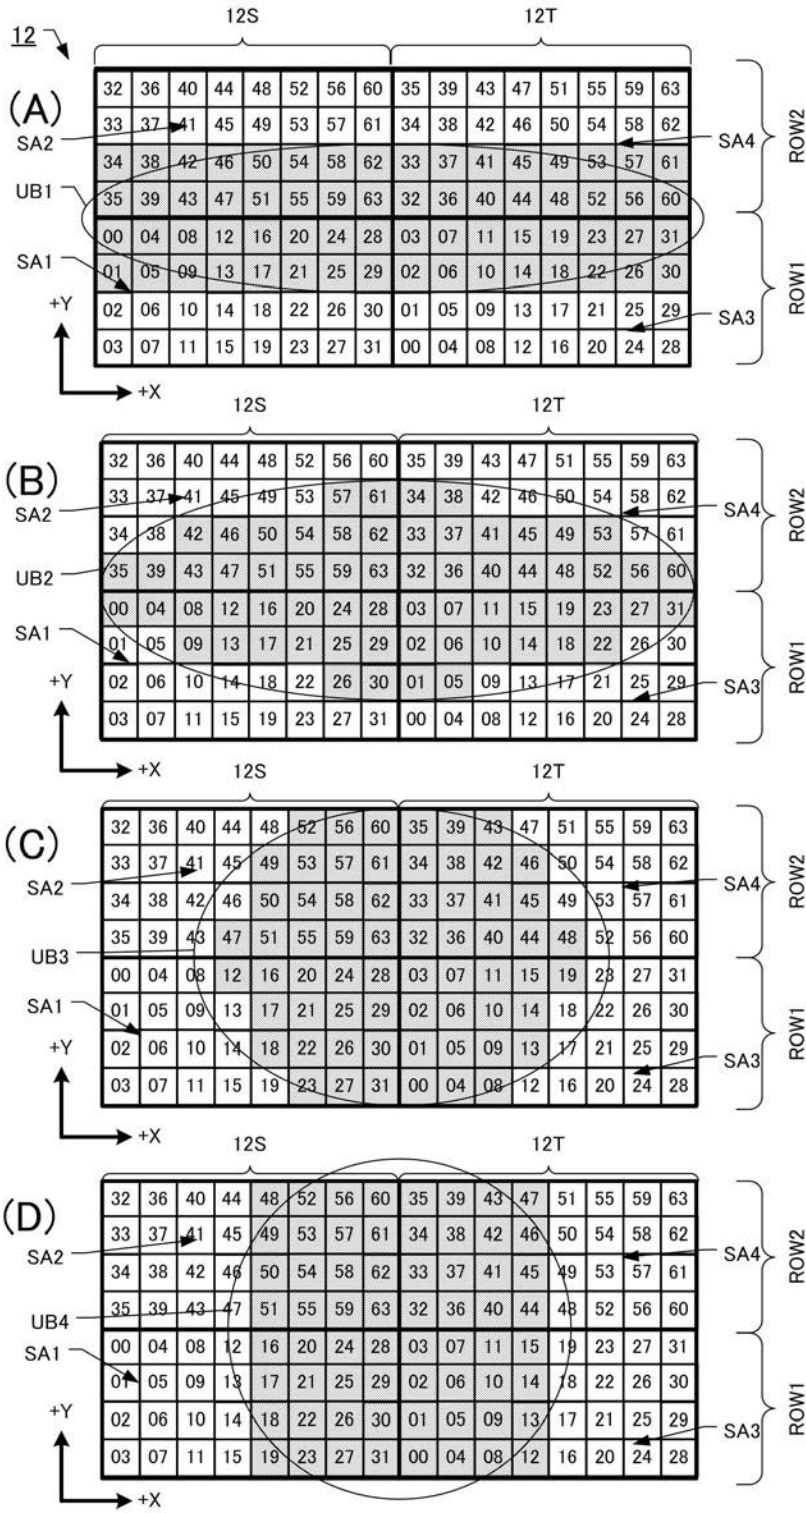 12
12S 12T
(A)
32 36 40 44 48 52 56 60 35 39 43 47 51 55 59 63
33 37 41 45 49 53 57 61 34 38 42 46 50 54 58 62
34 38 42 46 50 54 58 62 33 37 41 45 49 53 57 61
35 39 43 47 51 55 59 63 32 36 40 44 48 52 56 60
00 04 08 12 16 20 24 28 03 07 11 15 19 23 27 31
01 05 09 13 17 21 25 29 02 06 10 14 18 22 26 30
02 06 10 14 18 22 26 30 01 05 09 13 17 21 25 29
03 07 11 15 19 23 27 31 00 04 08 12 16 20 24 28
SA2
UB1
SA1
SA4
SA3
ROW2
ROW1
+Y
+X
12S 12T
(B)
32 36 40 44 48 52 56 60 35 39 43 47 51 55 59 63
33 37 41 45 49 53 57 61 34 38 42 46 50 54 58 62
34 38 42 46 50 54 58 62 33 37 41 45 49 53 57 61
35 39 43 47 51 55 59 63 32 36 40 44 48 52 56 60
00 04 08 12 16 20 24 28 03 07 11 15 19 23 27 31
01 05 09 13 17 21 25 29 02 06 10 14 18 22 26 30
02 06 10 14 18 22 26 30 01 05 09 13 17 21 25 29
03 07 11 15 19 23 27 31 00 04 08 12 16 20 24 28
SA2
UB2
SA1
SA4
SA3
ROW2
ROW1
+Y
+X
12S 12T
(C)
32 36 40 44 48 52 56 60 35 39 43 47 51 55 59 63
33 37 41 45 49 53 57 61 34 38 42 46 50 54 58 62
34 38 42 46 50 54 58 62 33 37 41 45 49 53 57 61
35 39 43 47 51 55 59 63 32 36 40 44 48 52 56 60
00 04 08 12 16 20 24 28 03 07 11 15 19 23 27 31
01 05 09 13 17 21 25 29 02 06 10 14 18 22 26 30
02 06 10 14 18 22 26 30 01 05 09 13 17 21 25 29
03 07 11 15 19 23 27 31 00 04 08 12 16 20 24 28
SA2
UB3
SA1
SA4
SA3
ROW2
ROW1
+Y
+X
12S 12T
(D)
32 36 40 44 48 52 56 60 35 39 43 47 51 55 59 63
33 37 41 45 49 53 57 61 34 38 42 46 50 54 58 62
34 38 42 46 50 54 58 62 33 37 41 45 49 53 57 61
35 39 43 47 51 55 59 63 32 36 40 44 48 52 56 60
00 04 08 12 16 20 24 28 03 07 11 15 19 23 27 31
01 05 09 13 17 21 25 29 02 06 10 14 18 22 26 30
02 06 10 14 18 22 26 30 01 05 09 13 17 21 25 29
03 07 11 15 19 23 27 31 00 04 08 12 16 20 24 28
SA2
UB4
SA1
SA4
SA3
ROW2
ROW1
+Y
+X